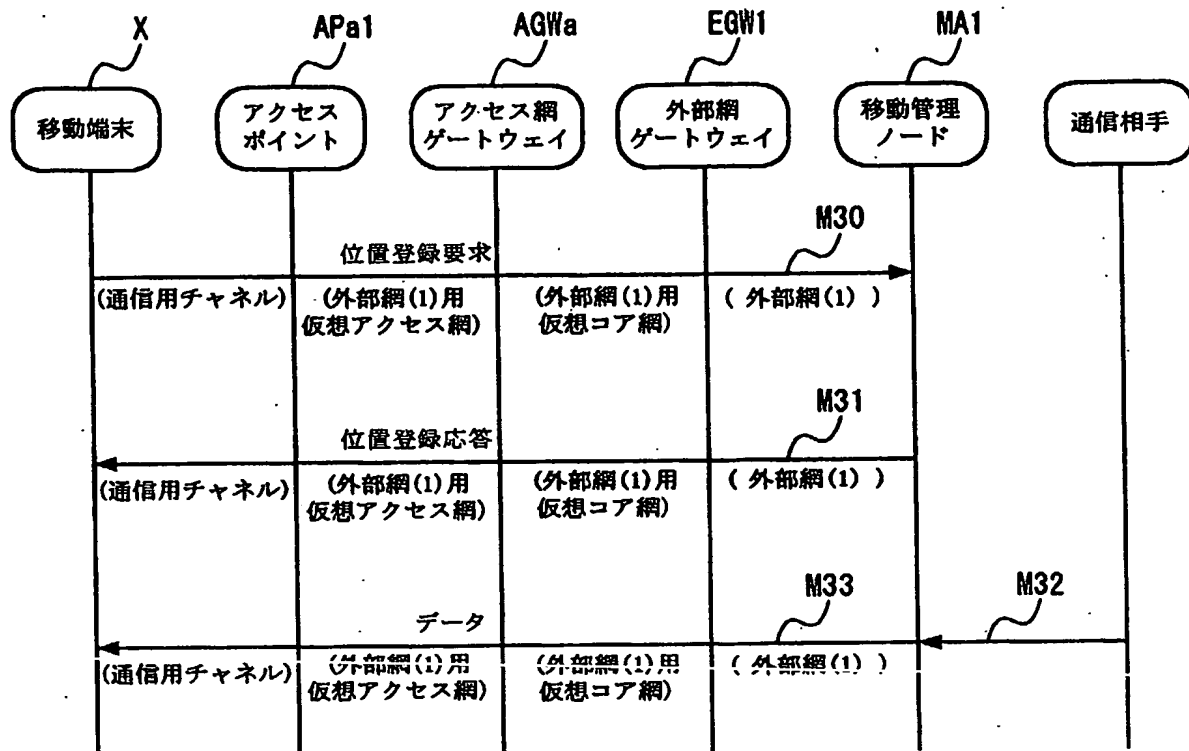 X
APa1
AGWa
EGW1
MA1
移動端末
アクセス
ポイント
アクセス網
ゲートウェイ
外部網
ゲートウェイ
移動管理
ノード
通信相手
M30
位置登録要求
(通信用チャネル)
(外部網(1)用
仮想アクセス網)
(外部網(1)用
仮想コア網)
( 外部網(1) )
M31
位置登録応答
(通信用チャネル)
(外部網(1)用
仮想アクセス網)
(外部網(1)用
仮想コア網)
( 外部網(1) )
M33
M32
データ
(通信用チャネル)
(外部網(1)用
仮想アクセス網)
(外部網(1)用
仮想コア網)
( 外部網(1) )